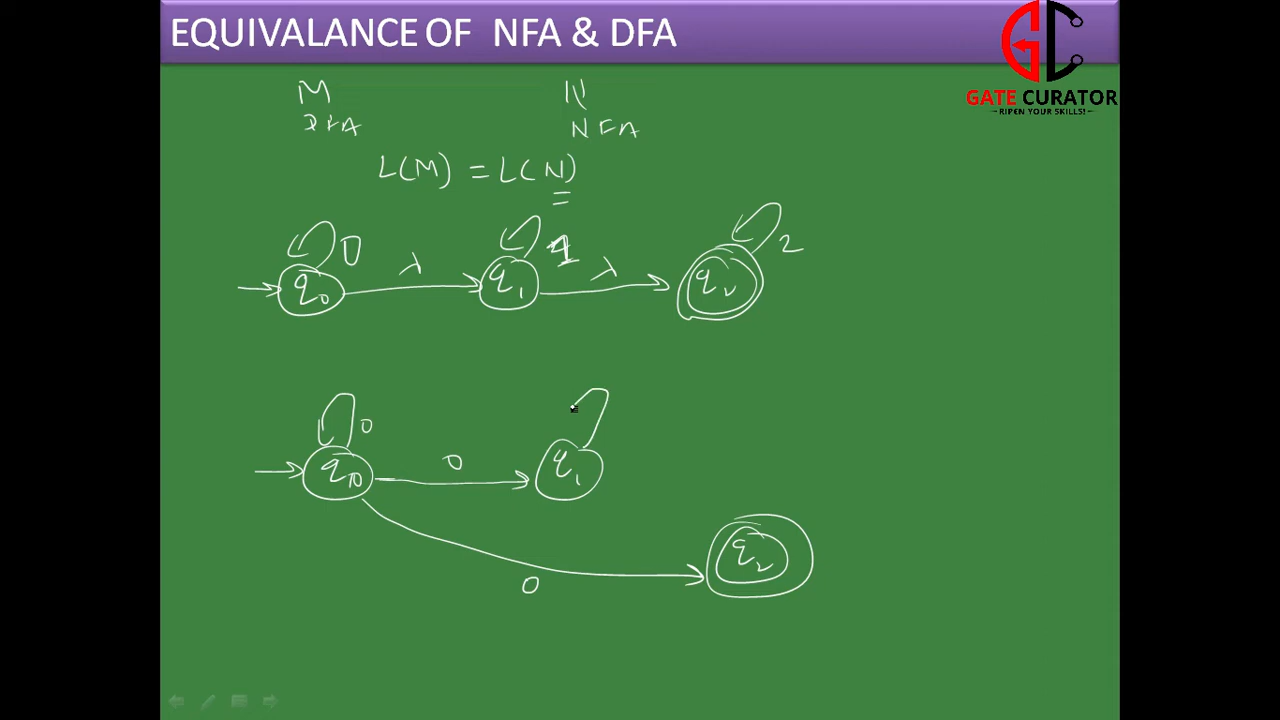 EQUIVALANCE OF NFA & DFA
GC
GATE CURATOR
–RIPEN YOUR SKILLS!–
M N
DFA NFA
L(M) = L(N)
0 1 2
λ λ
q0 q1 q2
0
q0 0 q1
q2
0